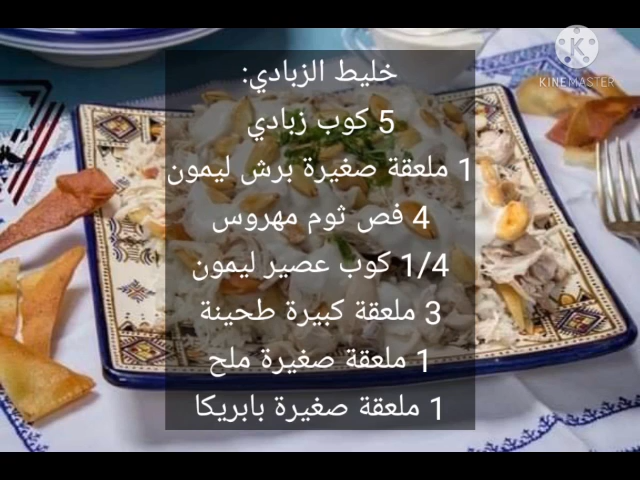 KINEMASTER
خليط الزبادي:
5 كوب زبادي
1 ملعقة صغيرة برش ليمون
4 فص ثوم مهروس
1/4 كوب عصير ليمون
3 ملعقة كبيرة طحينة
1 ملعقة صغيرة ملح
1 ملعقة صغيرة بابريكا